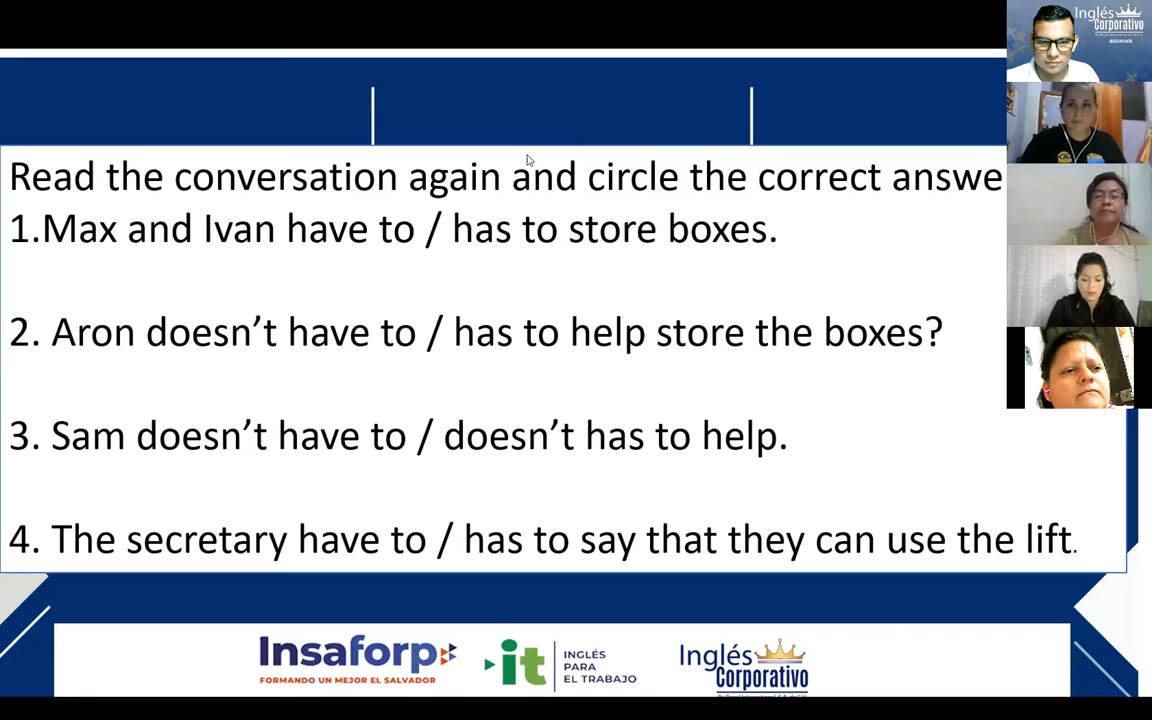 Inglés
Corporativo
BEGINNER
Read the conversation again and circle the correct answe
1.Max and Ivan have to / has to store boxes.
2. Aron doesn’t have to / has to help store the boxes?
3. Sam doesn’t have to / doesn’t has to help.
4. The secretary have to / has to say that they can use the lift.
Insaforp
FORMANDO UN MEJOR EL SALVADOR
it
INGLÉS
PARA
EL TRABAJO
Inglés
Corporativo